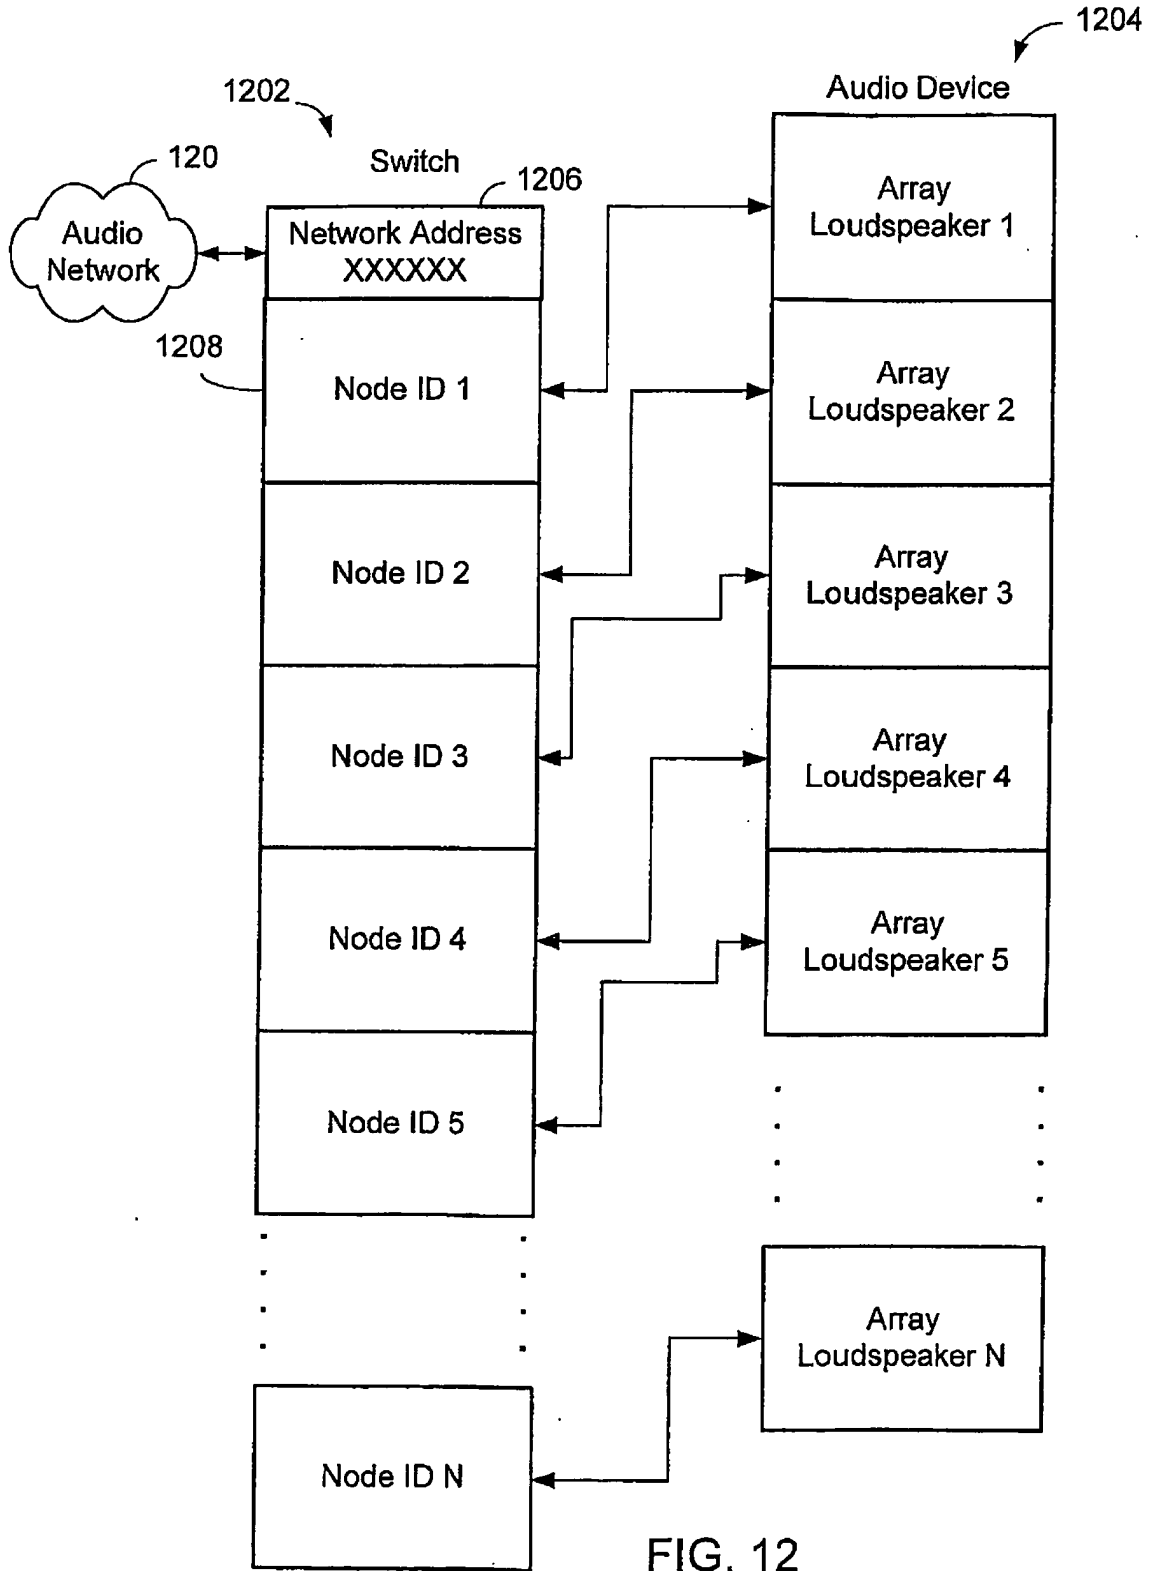 1204
Audio Device
1202
Switch
120
1206
Audio
Network
Network Address
XXXXXX
1208
Node ID 1
Node ID 2
Node ID 3
Node ID 4
Node ID 5
Node ID N
Array
Loudspeaker 1
Array
Loudspeaker 2
Array
Loudspeaker 3
Array
Loudspeaker 4
Array
Loudspeaker 5
Array
Loudspeaker N
FIG. 12